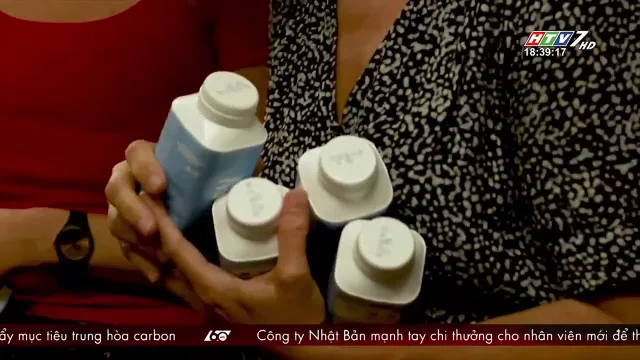 HTV7 HD
18:39:17
ẩy mục tiêu trung hòa carbon 60 Công ty Nhật Bản mạnh tay chi thưởng cho nhân viên mới để th